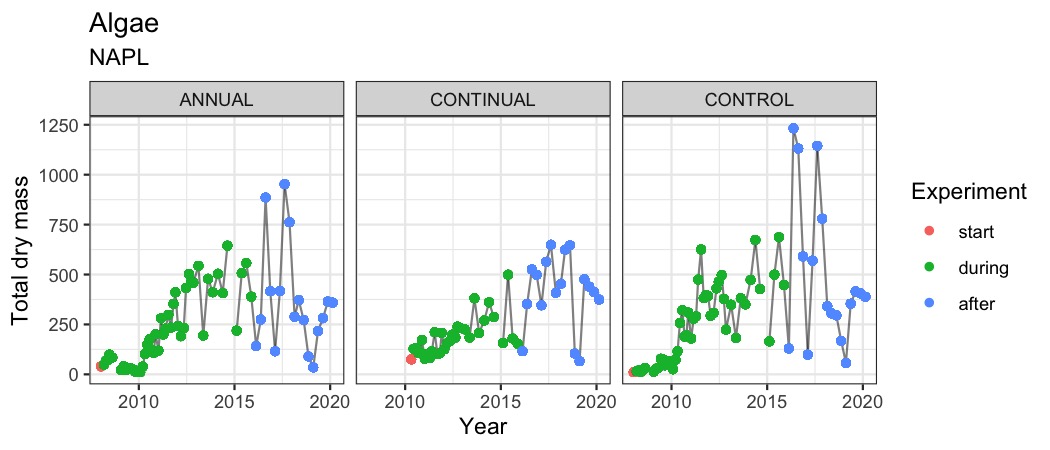 Algae
NAPL
ANNUAL CONTINUAL CONTROL
1250
1000
750
500
250
0
2010 2015 2020 2010 2015 2020 2010 2015 2020
Year
Total dry mass
Experiment
start
during
after